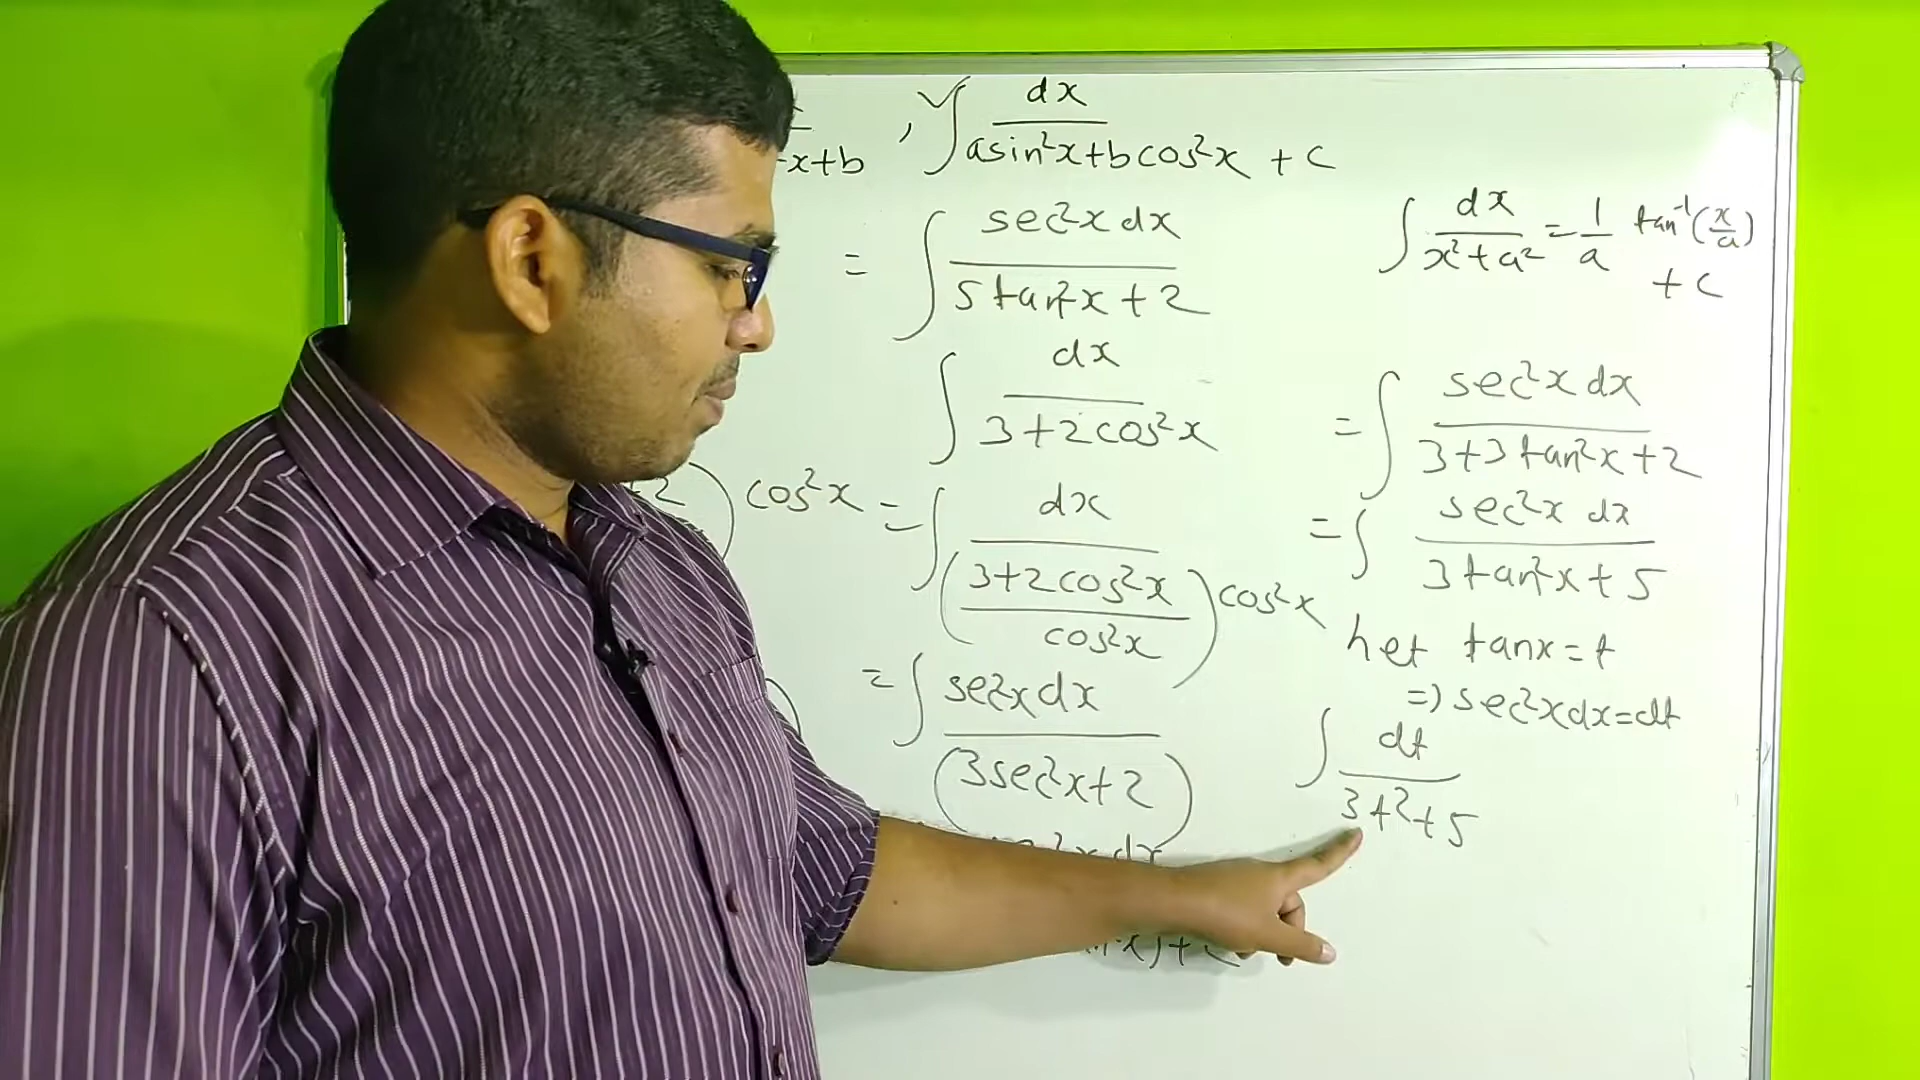 x+b , ∫ dx / asin²x+bcos²x + c
= ∫ sec²x dx / 5tan²x + 2
∫ dx / 3+2cos²x
cos²x = ∫ dx / (3+2cos²x / cos²x) cos²x
= ∫ sec²x dx / (3sec²x+2)
∫ dx / x²+a² = 1/a tan⁻¹(x/a)
+ c
= ∫ sec²x dx / 3+3tan²x+2
= ∫ sec²x dx / 3tan²x+5
het tanx = t
=) sec²xdx=dt
∫ dt / 3t²+5